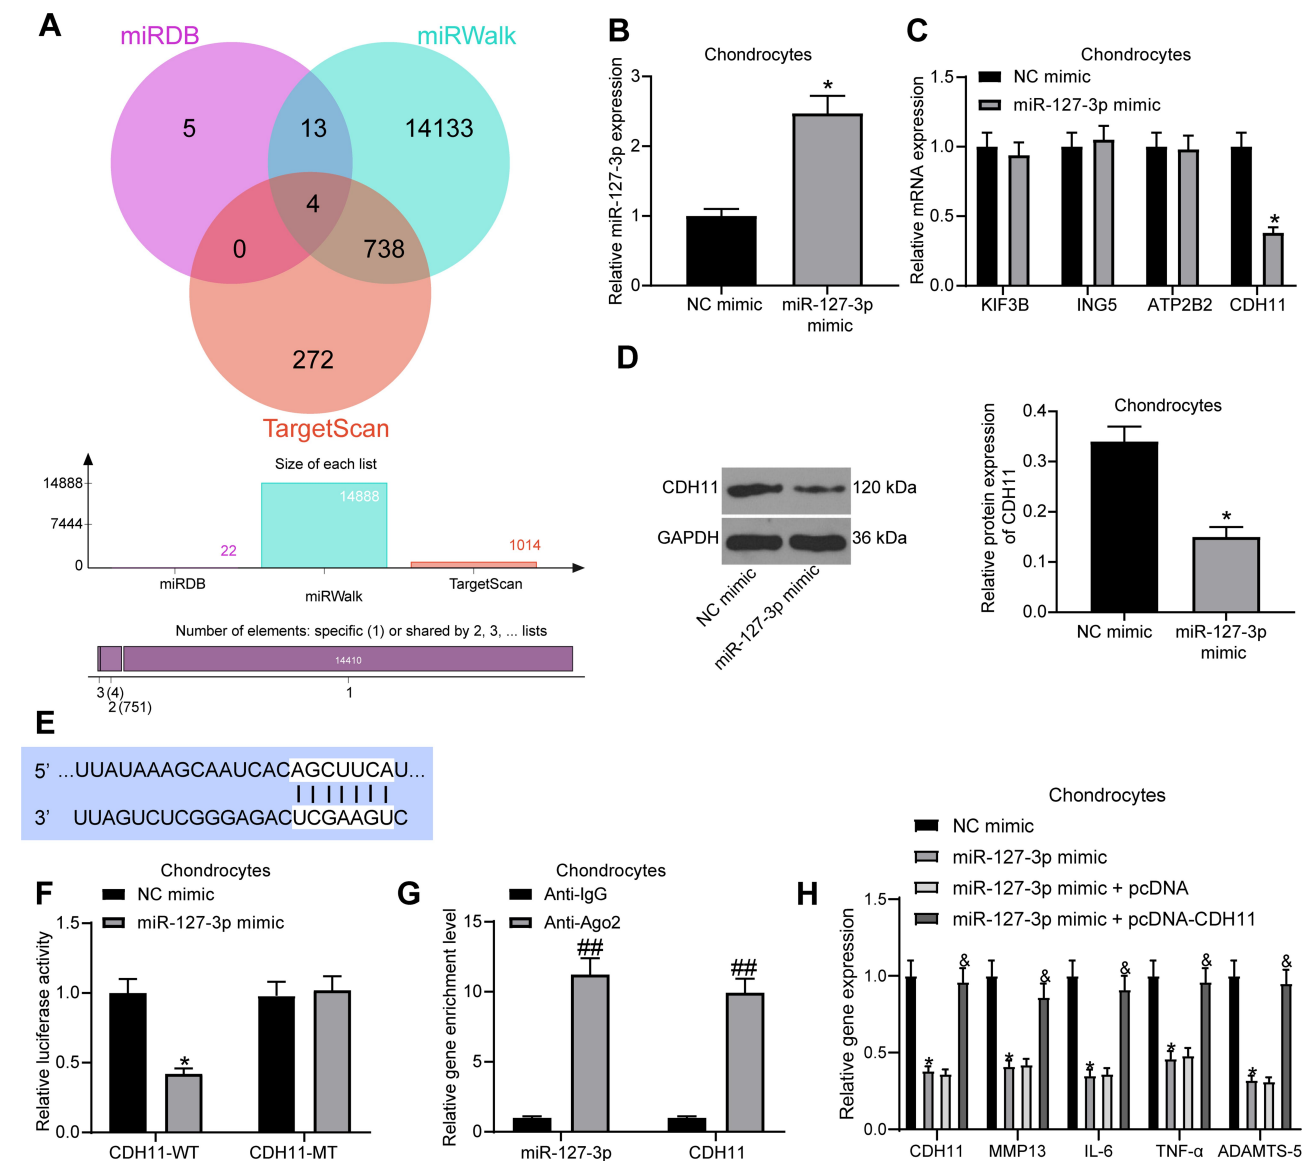 A
miRDB
miRWalk
5
13
14133
4
0
738
272
TargetScan
Size of each list
14888
7444
0
22
14888
1014
miRDB
miRWalk
TargetScan
Number of elements: specific (1) or shared by 2, 3, ... lists
14410
3 (4)
2 (751)
1
B
Chondrocytes
Relative miR-127-3p expression
3
2
1
0
*
NC mimic
miR-127-3p
mimic
C
Chondrocytes
NC mimic
miR-127-3p mimic
Relative mRNA expression
1.5
1.0
0.5
0.0
*
KIF3B
ING5
ATP2B2
CDH11
D
CDH11
120 kDa
GAPDH
36 kDa
NC mimic
miR-127-3p mimic
Chondrocytes
Relative protein expression
of CDH11
0.4
0.3
0.2
0.1
0.0
*
NC mimic
miR-127-3p
mimic
E
5’ ...UUAUAAAGCAAUCACAGCUUCAU...
3’ UUAGUCUCGGGAGACUCGAAGUC
F
Chondrocytes
NC mimic
miR-127-3p mimic
Relative luciferase activity
1.5
1.0
0.5
0.0
*
CDH11-WT
CDH11-MT
G
Chondrocytes
Anti-IgG
Anti-Ago2
Relative gene enrichment level
15
10
5
0
##
##
miR-127-3p
CDH11
H
Chondrocytes
NC mimic
miR-127-3p mimic
miR-127-3p mimic + pcDNA
miR-127-3p mimic + pcDNA-CDH11
Relative gene expression
1.5
1.0
0.5
0.0
* & * & * & * & * &
CDH11
MMP13
IL-6
TNF-α
ADAMTS-5